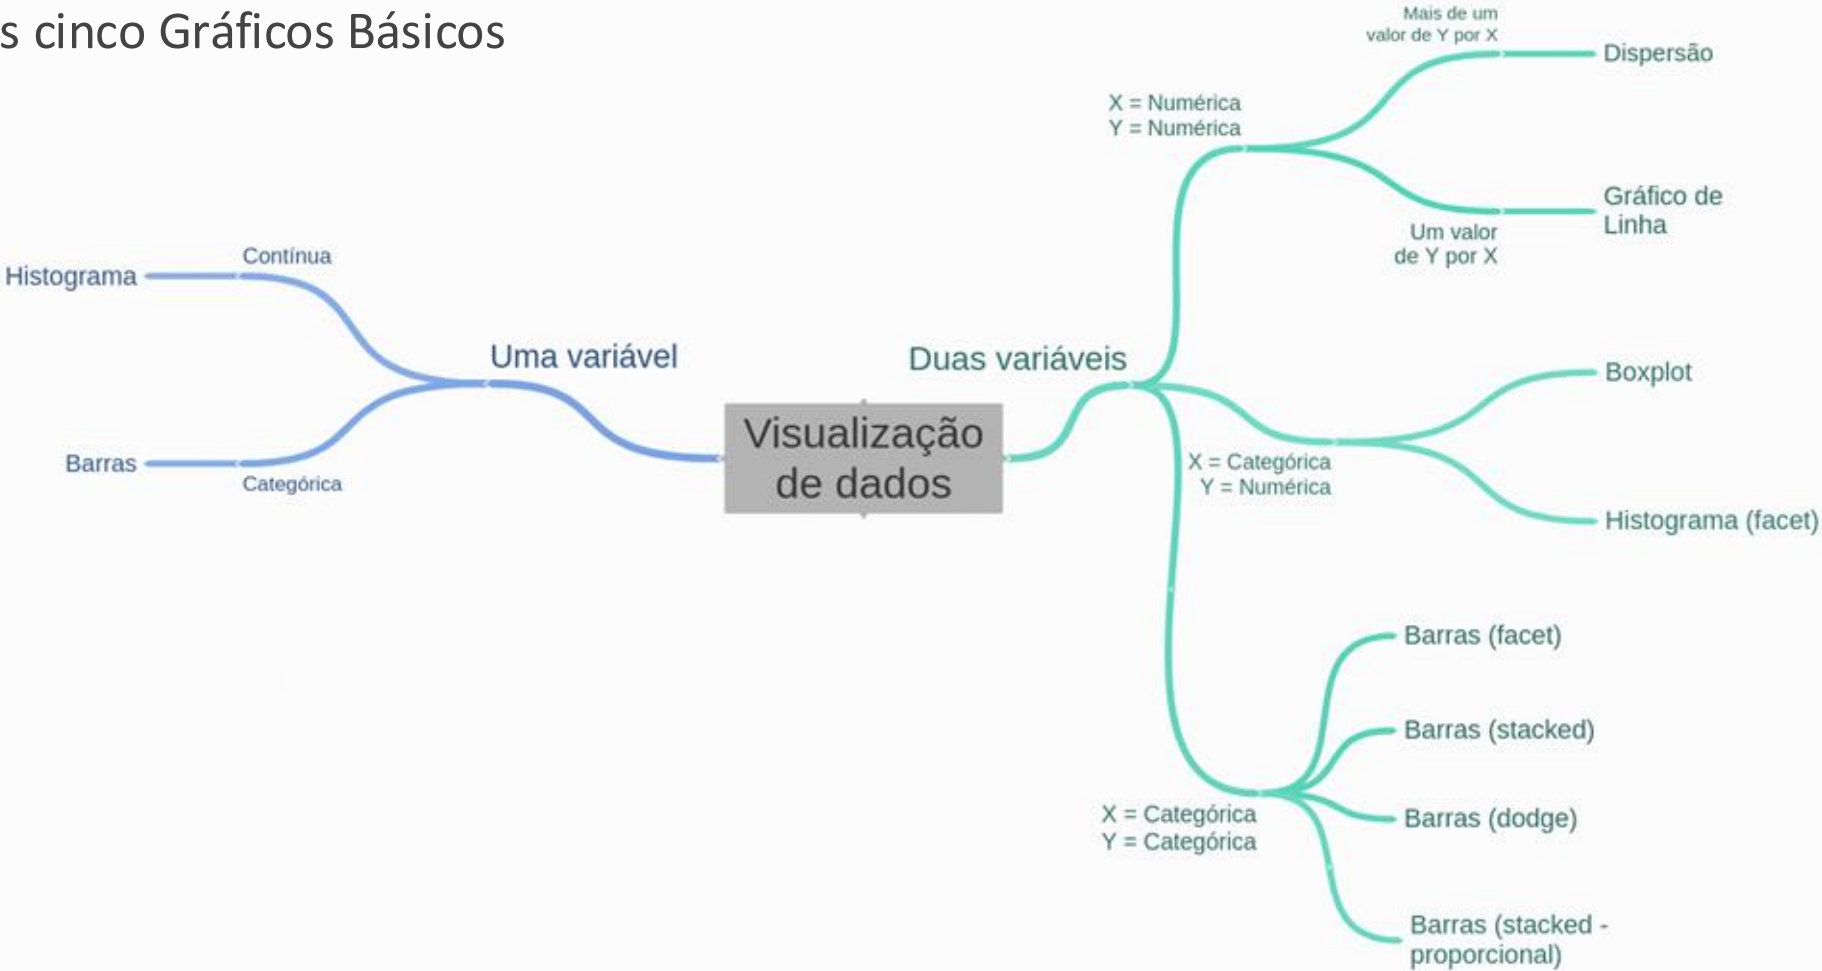 s cinco Gráficos Básicos
Visualização
de dados
Uma variável
Contínua
Histograma
Categórica
Barras
Duas variáveis
X = Numérica
Y = Numérica
Mais de um
valor de Y por X
Dispersão
Um valor
de Y por X
Gráfico de
Linha
X = Categórica
Y = Numérica
Boxplot
Histograma (facet)
X = Categórica
Y = Categórica
Barras (facet)
Barras (stacked)
Barras (dodge)
Barras (stacked -
proporcional)